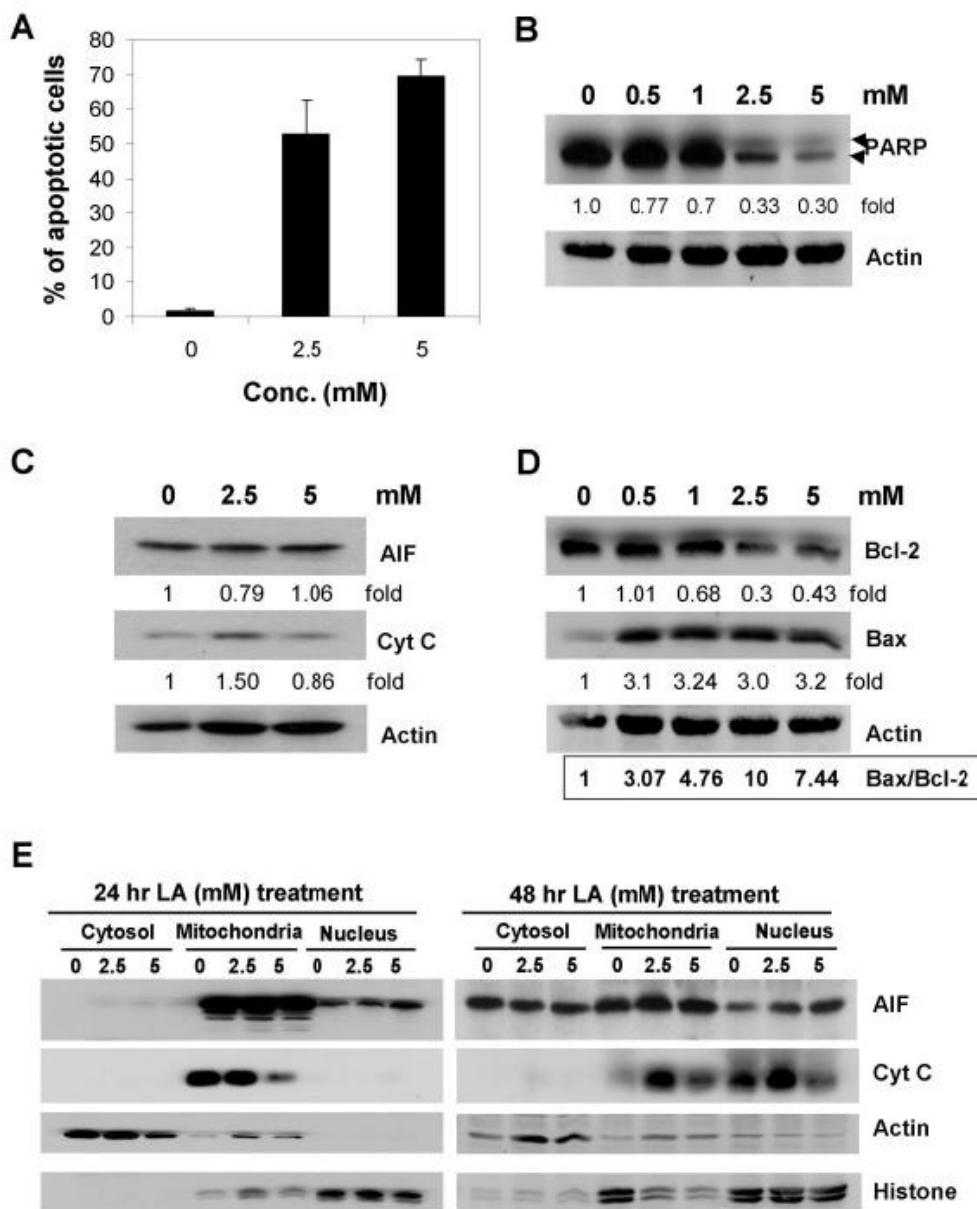 A
% of apoptotic cells
80
70
60
50
40
30
20
10
0
0 2.5 5
Conc. (mM)
B
0 0.5 1 2.5 5 mM
PARP
1.0 0.77 0.7 0.33 0.30 fold
Actin
C
0 2.5 5 mM
AIF
1 0.79 1.06 fold
Cyt C
1 1.50 0.86 fold
Actin
D
0 0.5 1 2.5 5 mM
Bcl-2
1 1.01 0.68 0.3 0.43 fold
Bax
1 3.1 3.24 3.0 3.2 fold
Actin
1 3.07 4.76 10 7.44 Bax/Bcl-2
E
24 hr LA (mM) treatment
Cytosol Mitochondria Nucleus
0 2.5 5 0 2.5 5 0 2.5 5
48 hr LA (mM) treatment
Cytosol Mitochondria Nucleus
0 2.5 5 0 2.5 5 0 2.5 5
AIF
Cyt C
Actin
Histone